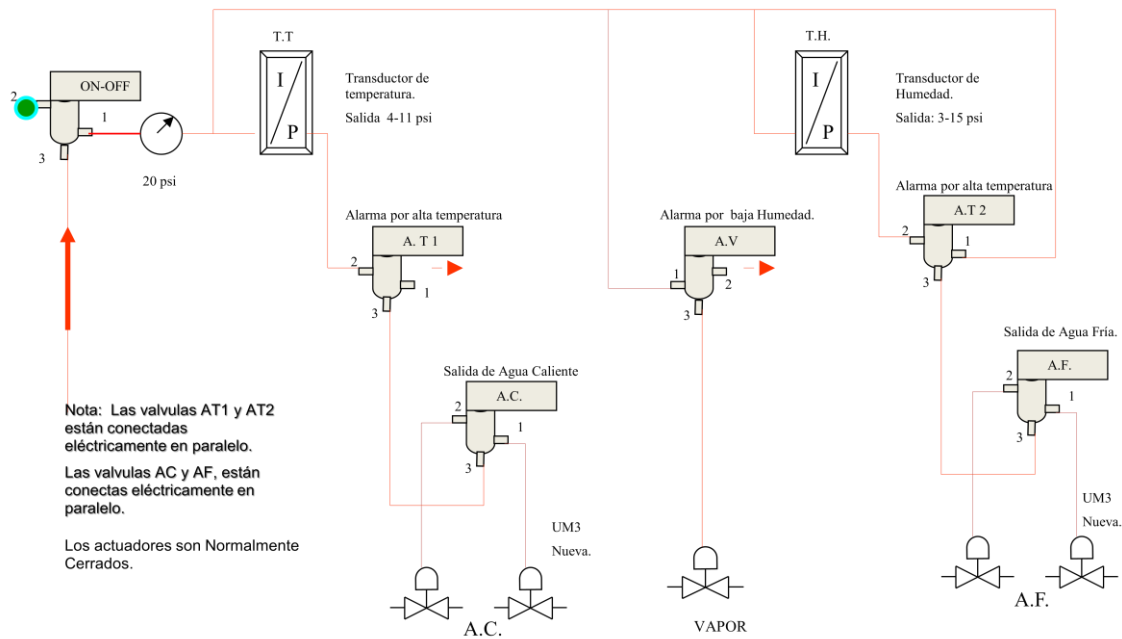 T.T
T.H.
ON-OFF
2
1
3
20 psi
I
P
Transductor de
temperatura.
Salida 4-11 psi
I
P
Transductor de
Humedad.
Salida: 3-15 psi
Alarma por alta temperatura
A. T 1
2
1
3
Alarma por baja Humedad.
A.V
1
2
3
Alarma por alta temperatura
A.T 2
2
1
3
Salida de Agua Caliente
A.C.
2
1
3
Salida de Agua Fría.
A.F.
2
1
3
Nota: Las valvulas AT1 y AT2
están conectadas
eléctricamente en paralelo.
Las valvulas AC y AF, están
conectas eléctricamente en
paralelo.
Los actuadores son Normalmente
Cerrados.
UM3
Nueva.
UM3
Nueva.
A.C.
VAPOR
A.F.